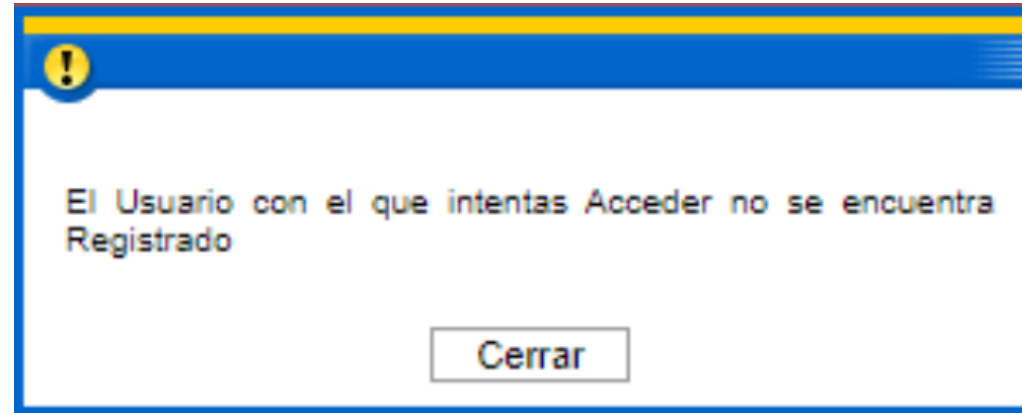 El Usuario con el que intentas Acceder no se encuentra
Registrado
Cerrar